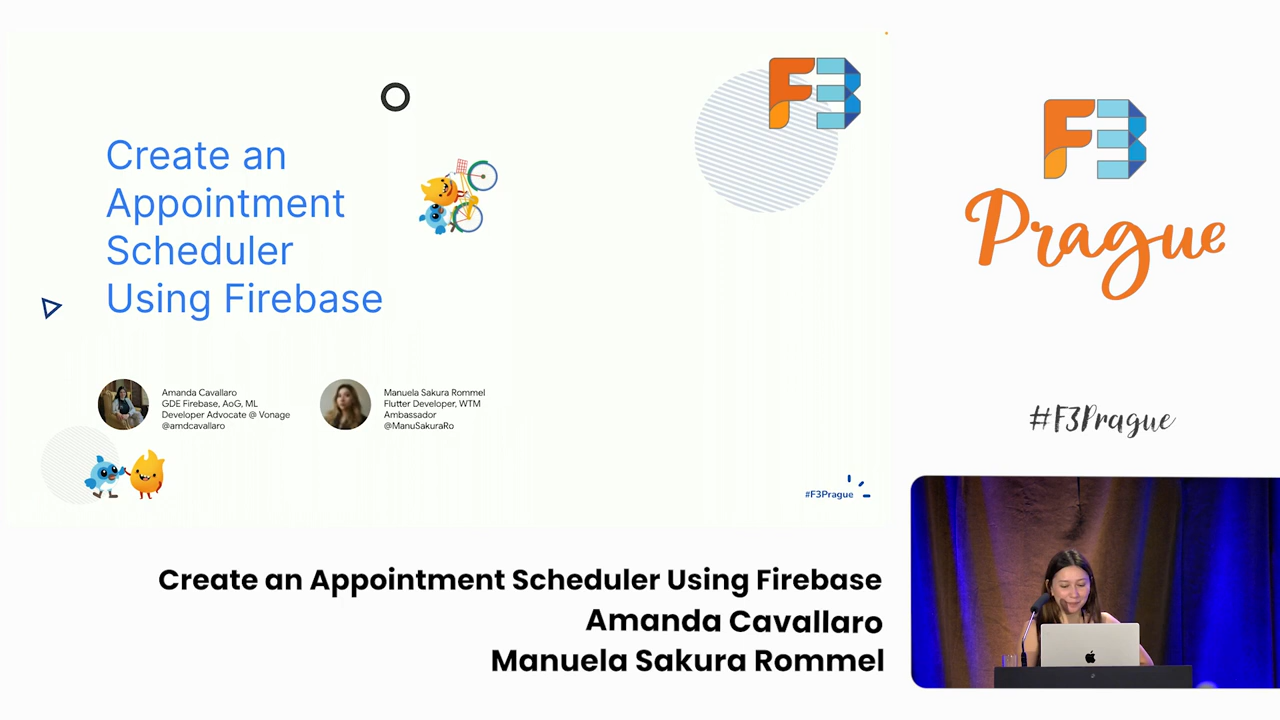 F3
Create an
Appointment
Scheduler
Using Firebase
Amanda Cavallaro
GDE Firebase, AoG, ML
Developer Advocate @ Vonage
@amdcavallaro
Manuela Sakura Rommel
Flutter Developer, WTM
Ambassador
@ManuSakuraRo
#F3Prague
F3
Prague
#F3Prague
Create an Appointment Scheduler Using Firebase
Amanda Cavallaro
Manuela Sakura Rommel